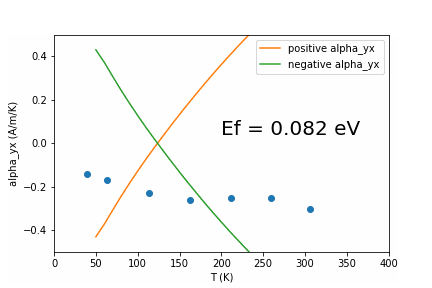 positive alpha_yx
negative alpha_yx
Ef = 0.082 eV
alpha_yx (A/m/K)
0.4
0.2
0.0
−0.2
−0.4
0
50
100
150
200
250
300
350
400
T (K)